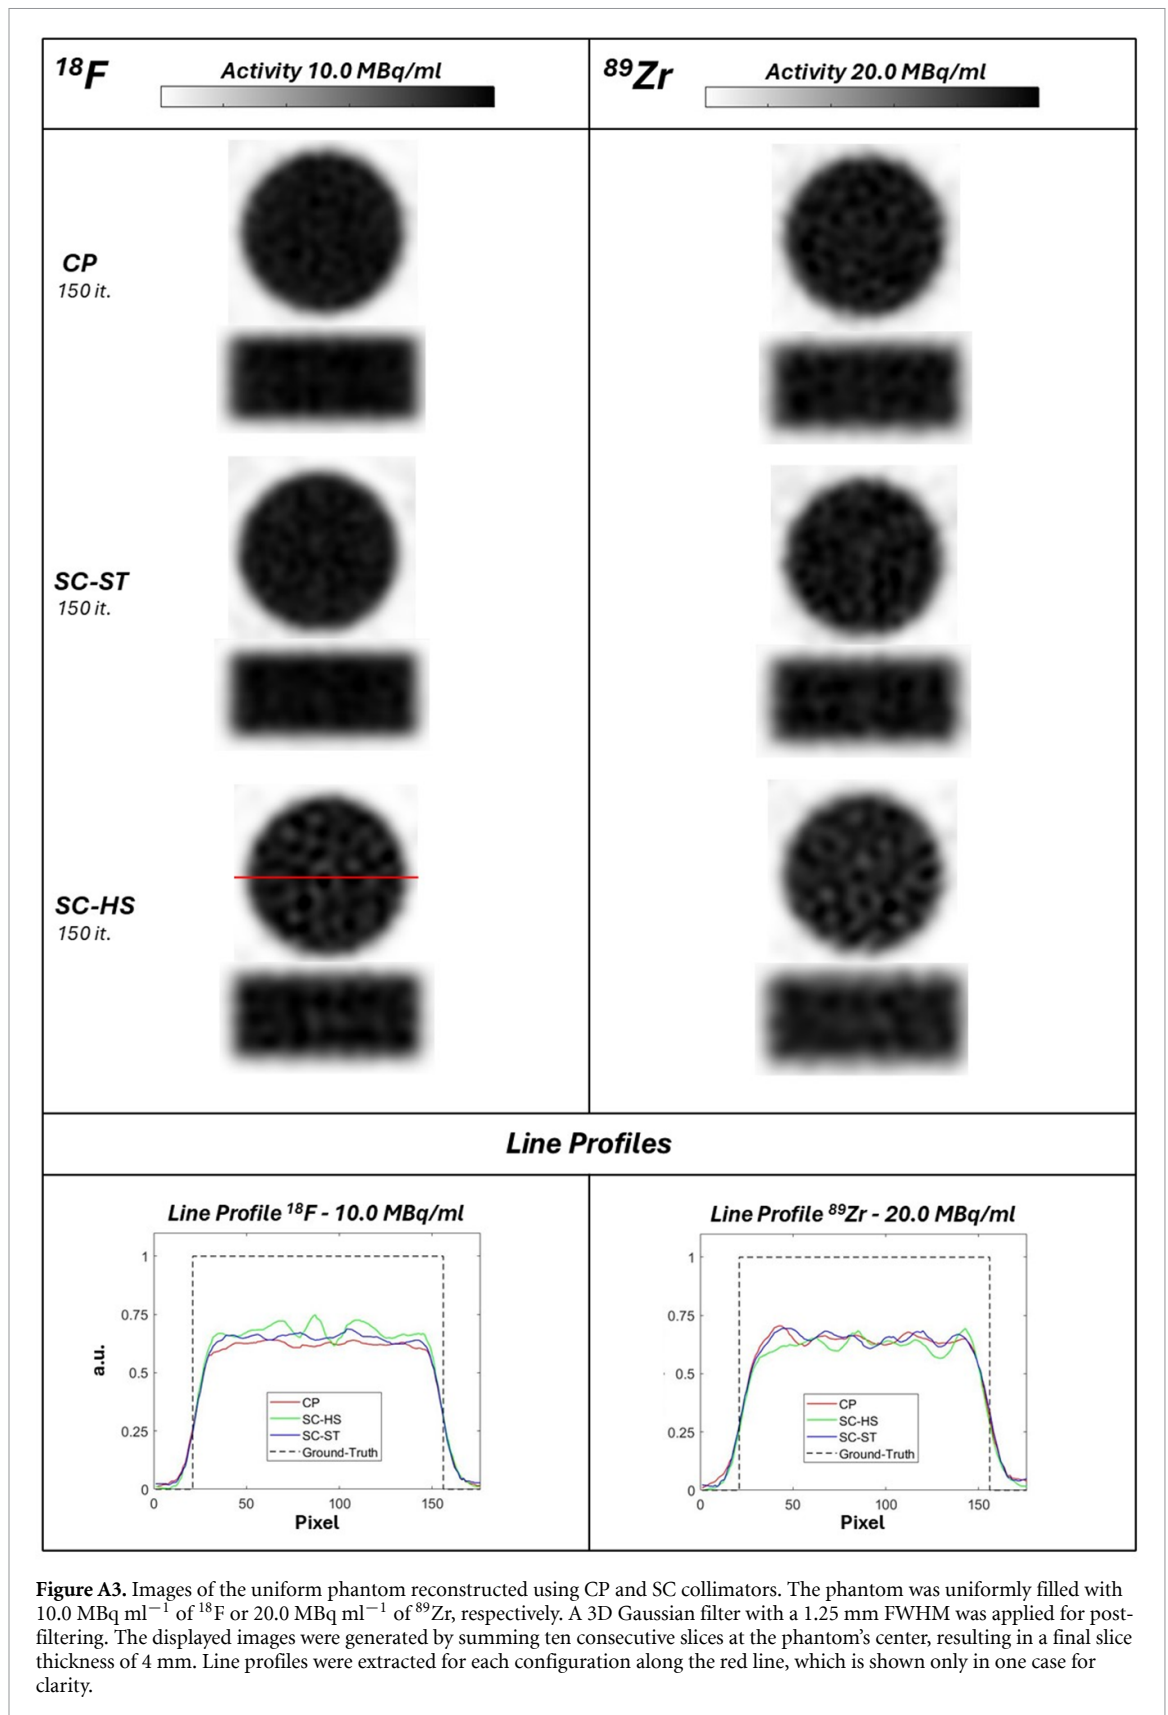 18F
Activity 10.0 MBq/ml
89Zr
Activity 20.0 MBq/ml
CP
150 it.
SC-ST
150 it.
SC-HS
150 it.
Line Profiles
Line Profile 18F - 10.0 MBq/ml
1
0.75
0.5
0.25
0
a.u.
CP
SC-HS
SC-ST
Ground-Truth
0 50 100 150
Pixel
Line Profile 89Zr - 20.0 MBq/ml
1
0.75
0.5
0.25
0
CP
SC-HS
SC-ST
Ground-Truth
0 50 100 150
Pixel
Figure A3. Images of the uniform phantom reconstructed using CP and SC collimators. The phantom was uniformly filled with
10.0 MBq ml−1 of 18F or 20.0 MBq ml−1 of 89Zr, respectively. A 3D Gaussian filter with a 1.25 mm FWHM was applied for post-
filtering. The displayed images were generated by summing ten consecutive slices at the phantom's center, resulting in a final slice
thickness of 4 mm. Line profiles were extracted for each configuration along the red line, which is shown only in one case for
clarity.